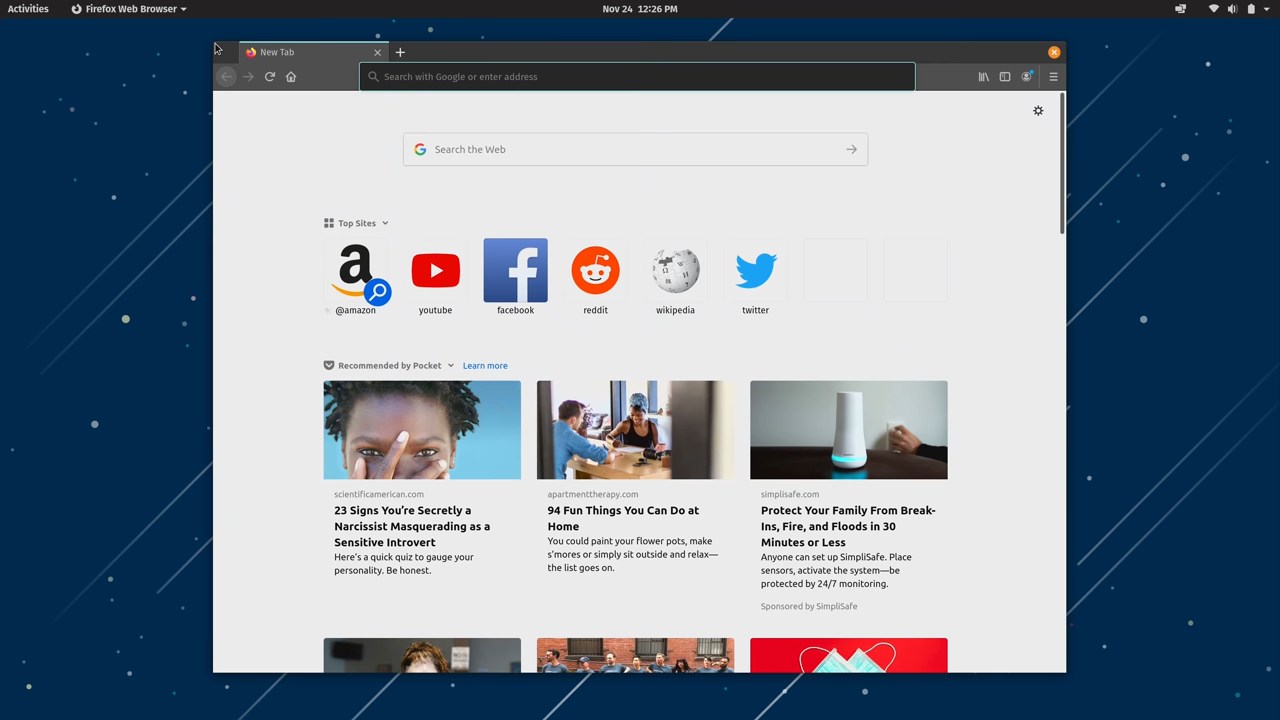 Activities
Firefox Web Browser
Nov 24 12:26 PM
New Tab
Search with Google or enter address
Search the Web
Top Sites
@amazon
youtube
facebook
reddit
wikipedia
twitter
Recommended by Pocket
Learn more
scientificamerican.com
23 Signs You’re Secretly a
Narcissist Masquerading as a
Sensitive Introvert
Here’s a quick quiz to gauge your
personality. Be honest.
apartmenttherapy.com
94 Fun Things You Can Do at
Home
You could paint your flower pots, make
s’mores or simply sit outside and relax—
the list goes on.
simplisafe.com
Protect Your Family From Break-
Ins, Fire, and Floods in 30
Minutes or Less
Anyone can set up SimpliSafe. Place
sensors, activate the system—be
protected by 24/7 monitoring.
Sponsored by SimpliSafe